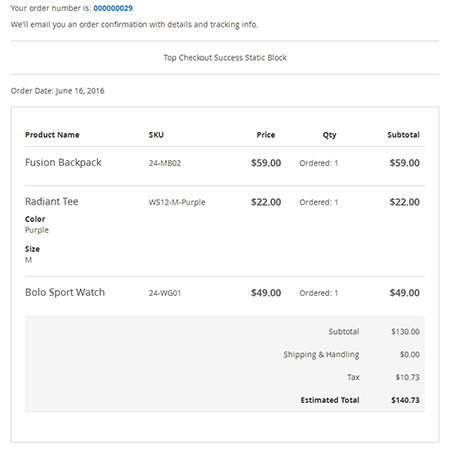 Your order number is: 000000029.
We'll email you an order confirmation with details and tracking info.
Top Checkout Success Static Block
Order Date: June 16, 2016
Product Name SKU Price Qty Subtotal
Fusion Backpack 24-MB02 $59.00 Ordered: 1 $59.00
Radiant Tee WS12-M-Purple $22.00 Ordered: 1 $22.00
Color
Purple
Size
M
Bolo Sport Watch 24-WG01 $49.00 Ordered: 1 $49.00
Subtotal $130.00
Shipping & Handling $0.00
Tax $10.73
Estimated Total $140.73